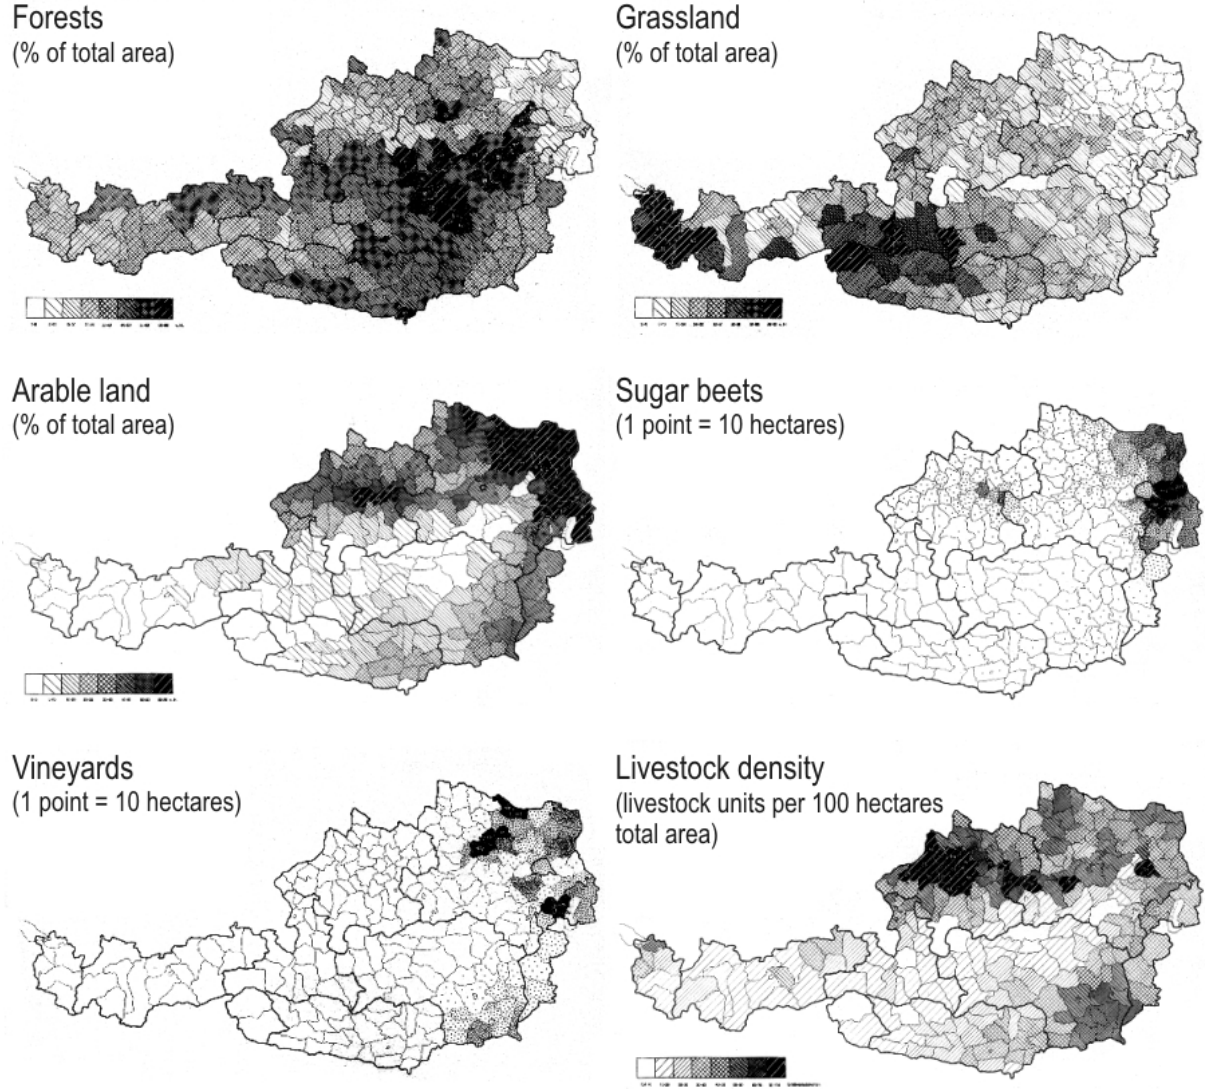 Forests
(% of total area)
Grassland
(% of total area)
Arable land
(% of total area)
Sugar beets
(1 point = 10 hectares)
Vineyards
(1 point = 10 hectares)
Livestock density
(livestock units per 100 hectares
total area)